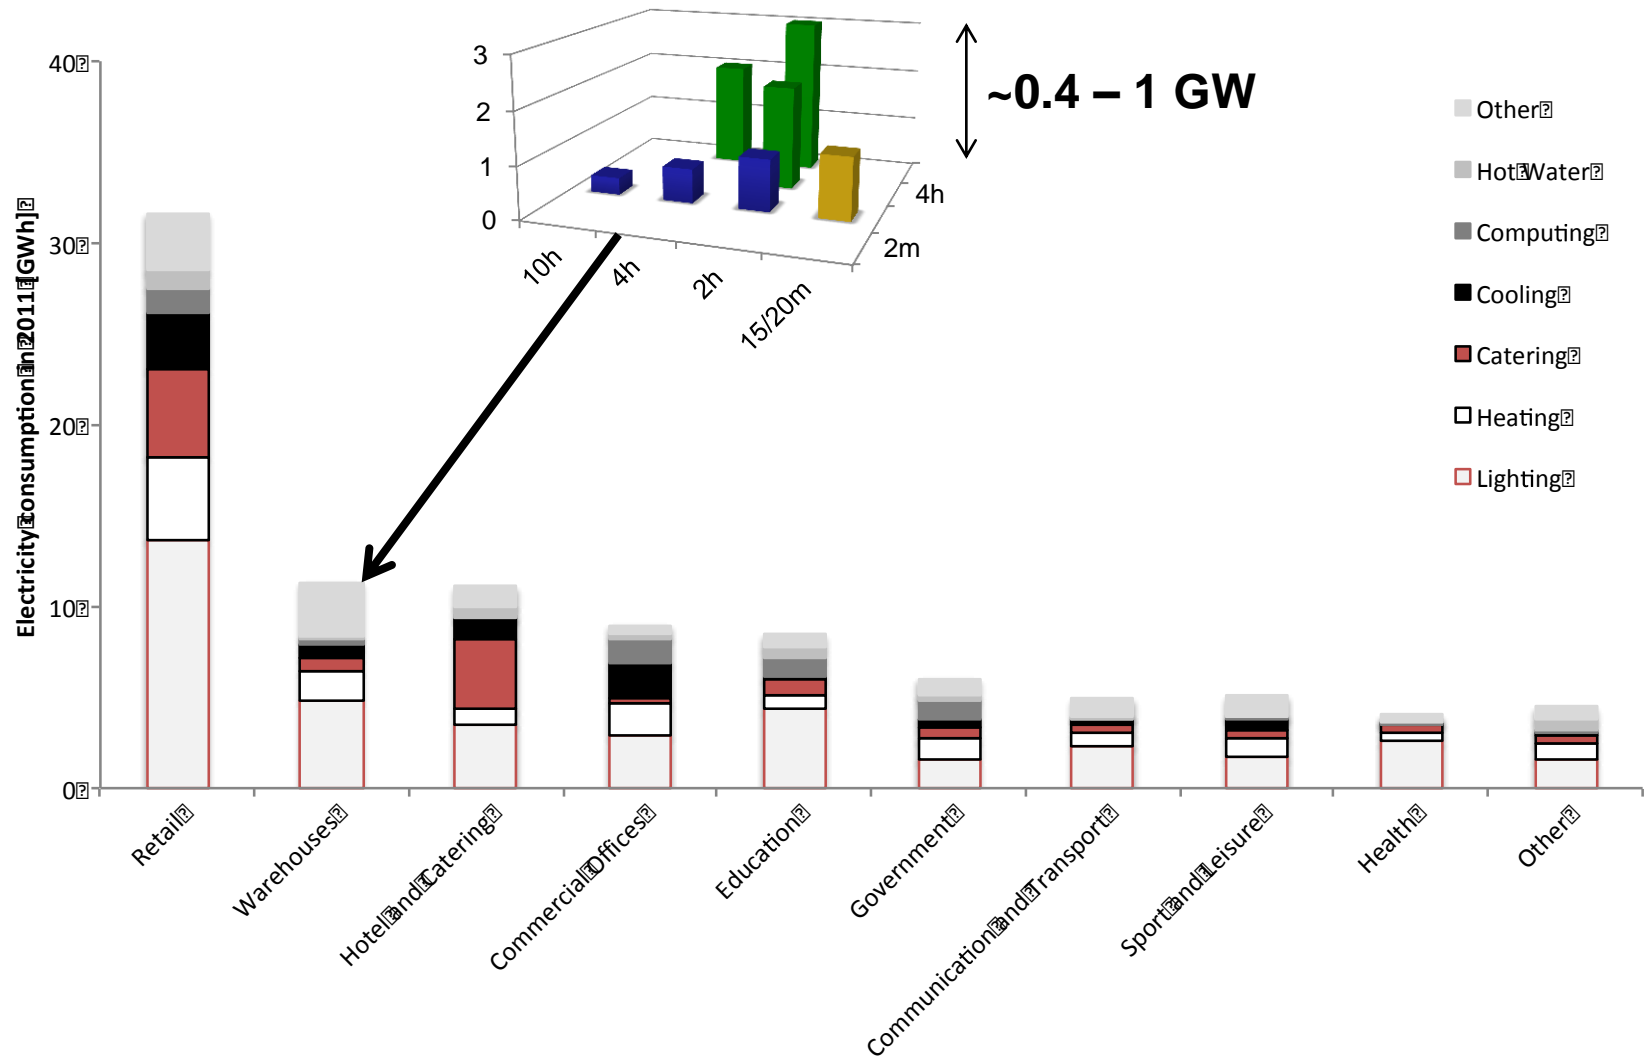 3
2
1
0
10h
4h
2h
15/20m
4h
2m
~0.4 – 1 GW
Electricity consumption in 2011 [GWh]
40
30
20
10
0
Retail
Warehouses
Hotel and Catering
Commercial Offices
Education
Government
Communication and Transport
Sport and Leisure
Health
Other
Other
Hot Water
Computing
Cooling
Catering
Heating
Lighting